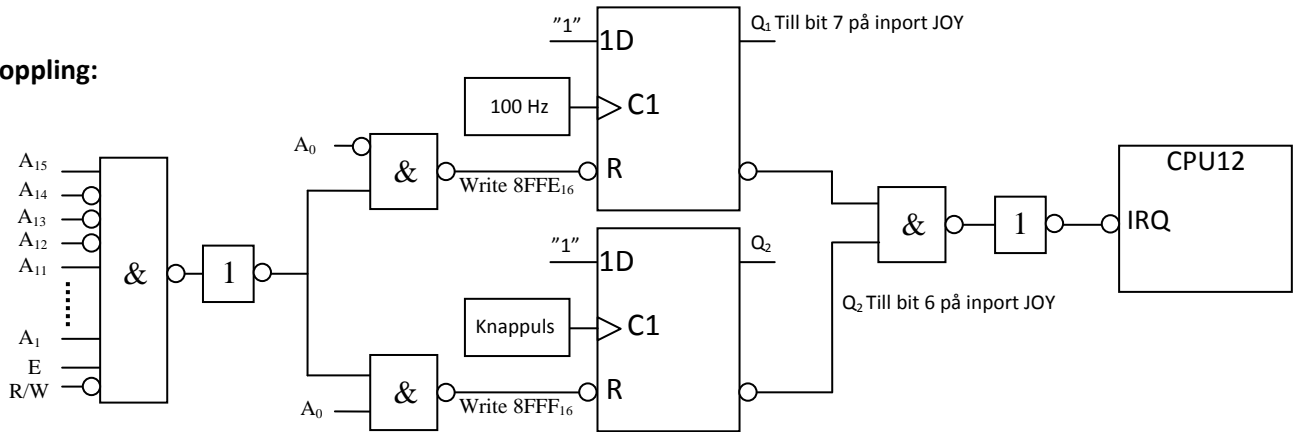 oppling:
”1”
1D
Q₁ Till bit 7 på inport JOY
100 Hz
C1
A₀
&
Write 8FFE₁₆
R
A₁₅
A₁₄
A₁₃
A₁₂
A₁₁
A₁
E
R/W
&
1
”1”
1D
Q₂
Knappuls
C1
&
A₀
Write 8FFF₁₆
R
&
1
CPU12
IRQ
Q₂ Till bit 6 på inport JOY